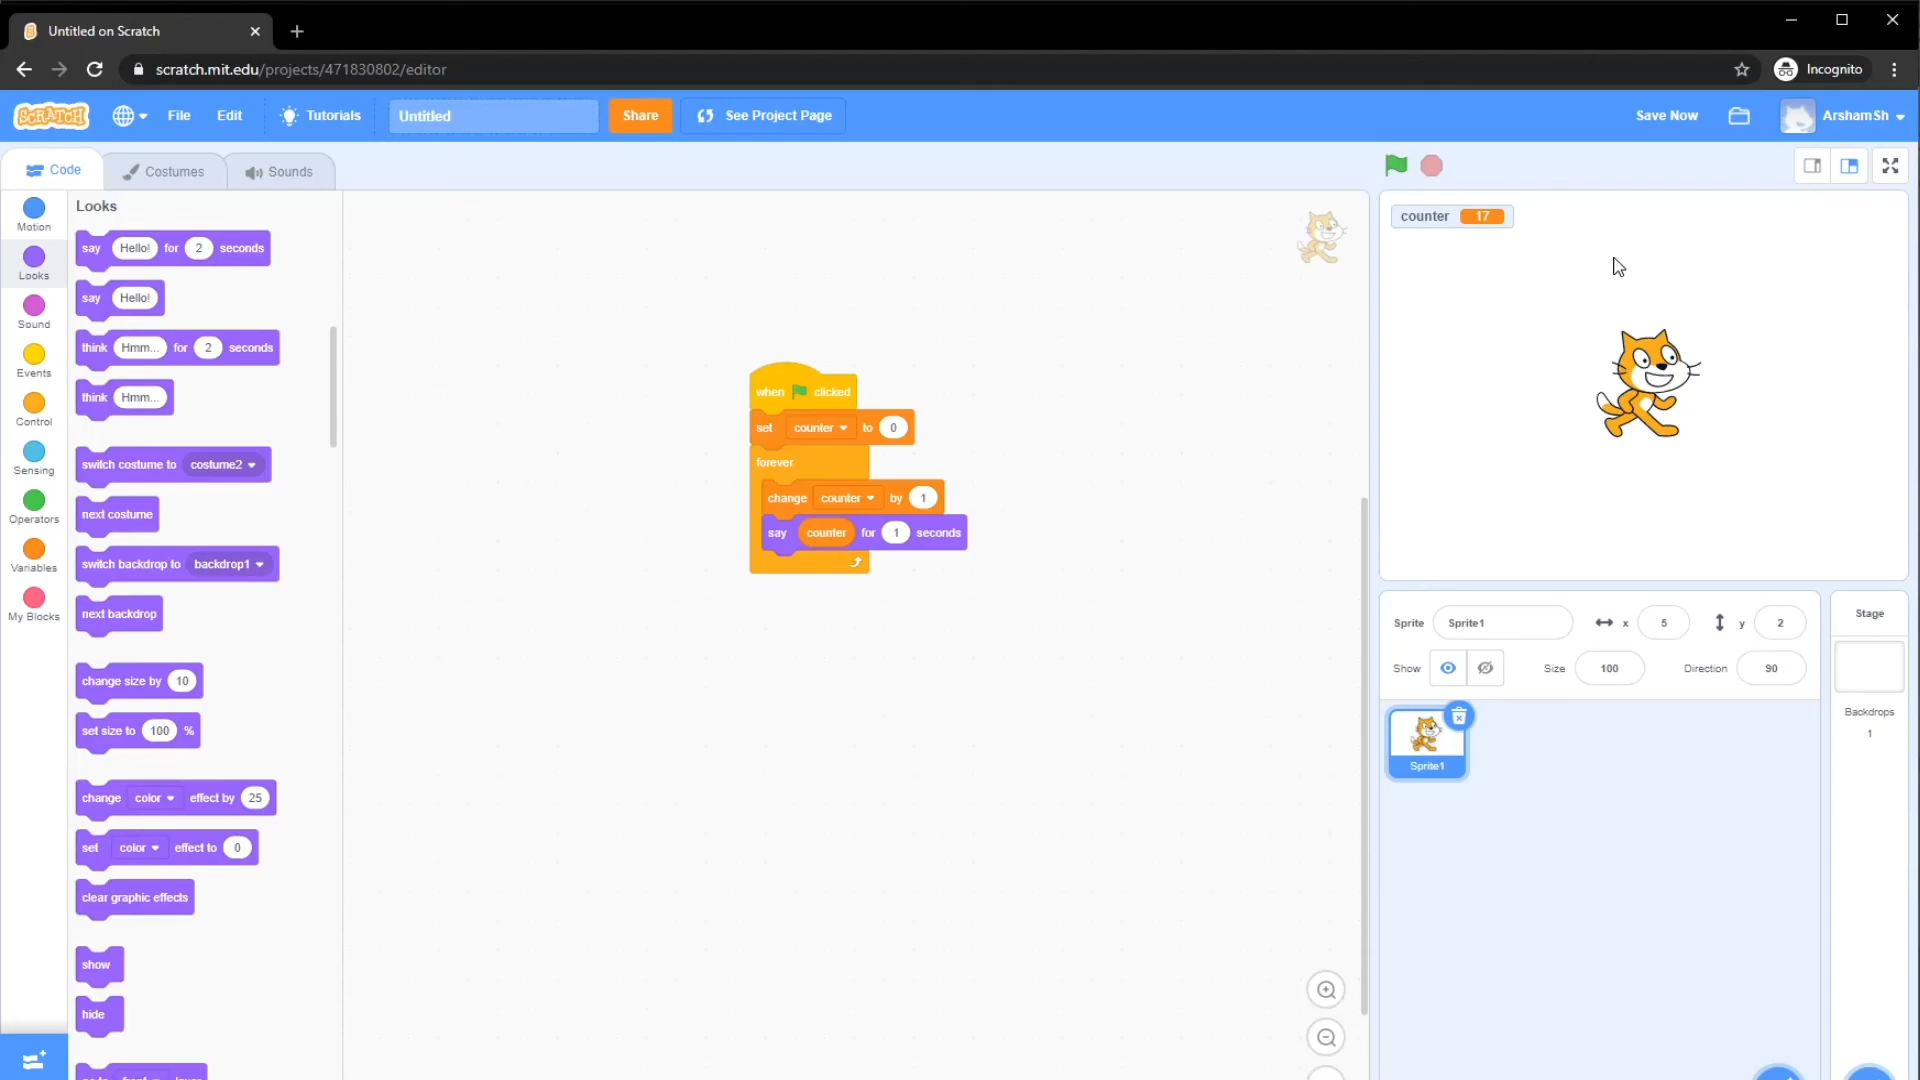 Untitled on Scratch
scratch.mit.edu/projects/471830802/editor
Incognito
SCRATCH
File
Edit
Tutorials
Untitled
Share
See Project Page
Save Now
ArshamSh
Code
Costumes
Sounds
Motion
Looks
Sound
Events
Control
Sensing
Operators
Variables
My Blocks
Looks
say Hello! for 2 seconds
say Hello!
think Hmm... for 2 seconds
think Hmm...
switch costume to costume2
next costume
switch backdrop to backdrop1
next backdrop
change size by 10
set size to 100 %
change color effect by 25
set color effect to 0
clear graphic effects
show
hide
when clicked
set counter to 0
forever
change counter by 1
say counter for 1 seconds
counter 17
Sprite Sprite1 x 5 y 2
Show Size 100 Direction 90
Sprite1
Stage
Backdrops
1